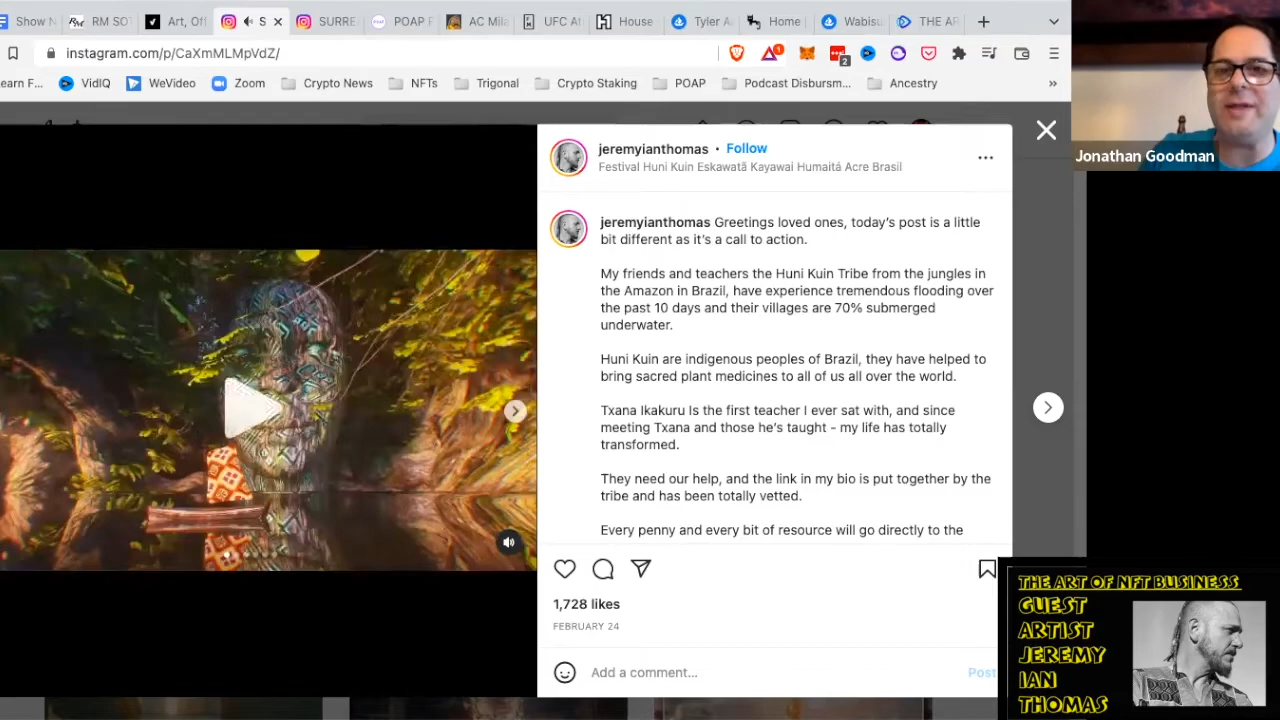 Show N
RM SOT
Art, Off
S
SURRE
POAP F
AC Mila
UFC At
House
Tyler A
Home
Wabisu
THE AR
instagram.com/p/CaXmMLMpVdZ/
1
2
earn F...
VidIQ
WeVideo
Zoom
Crypto News
NFTs
Trigonal
Crypto Staking
POAP
Podcast Disbursm...
Ancestry
»
Jonathan Goodman
jeremyianthomas • Follow
Festival Huni Kuin Eskawatã Kayawai Humaitá Acre Brasil
jeremyianthomas Greetings loved ones, today's post is a little
bit different as it's a call to action.
My friends and teachers the Huni Kuin Tribe from the jungles in
the Amazon in Brazil, have experience tremendous flooding over
the past 10 days and their villages are 70% submerged
underwater.
Huni Kuin are indigenous peoples of Brazil, they have helped to
bring sacred plant medicines to all of us all over the world.
Txana Ikakuru Is the first teacher I ever sat with, and since
meeting Txana and those he's taught - my life has totally
transformed.
They need our help, and the link in my bio is put together by the
tribe and has been totally vetted.
Every penny and every bit of resource will go directly to the
1,728 likes
FEBRUARY 24
Add a comment...
Post
THE ART OF NFT BUSINESS
GUEST
ARTIST
JEREMY
IAN
THOMAS